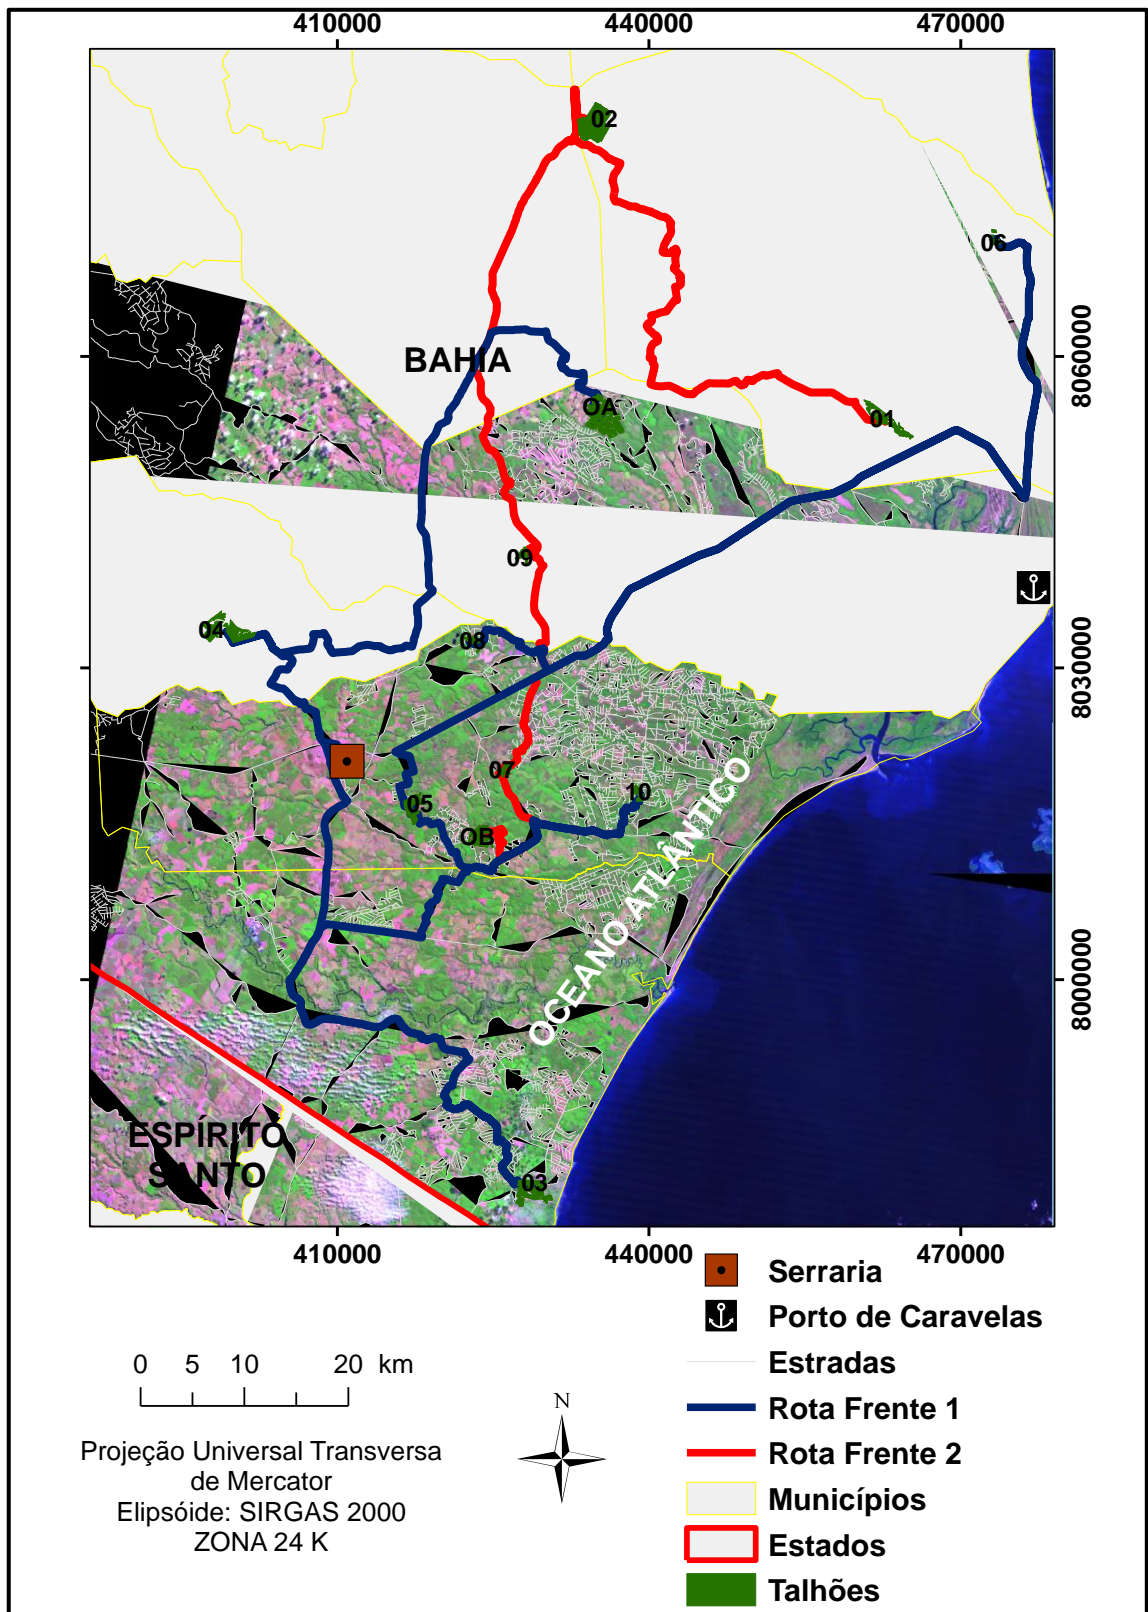 410000
440000
470000
02
06
8060000
BAHIA
OA
01
09
04
08
8030000
07
05
10
OB
OCEANO ATLÂNTICO
8000000
ESPÍRITO
SANTO
03
410000
440000
470000
Serraria
Porto de Caravelas
Estradas
Rota Frente 1
Rota Frente 2
Municípios
Estados
Talhões
0 5 10 20 km
N
Projeção Universal Transversa
de Mercator
Elipsóide: SIRGAS 2000
ZONA 24 K